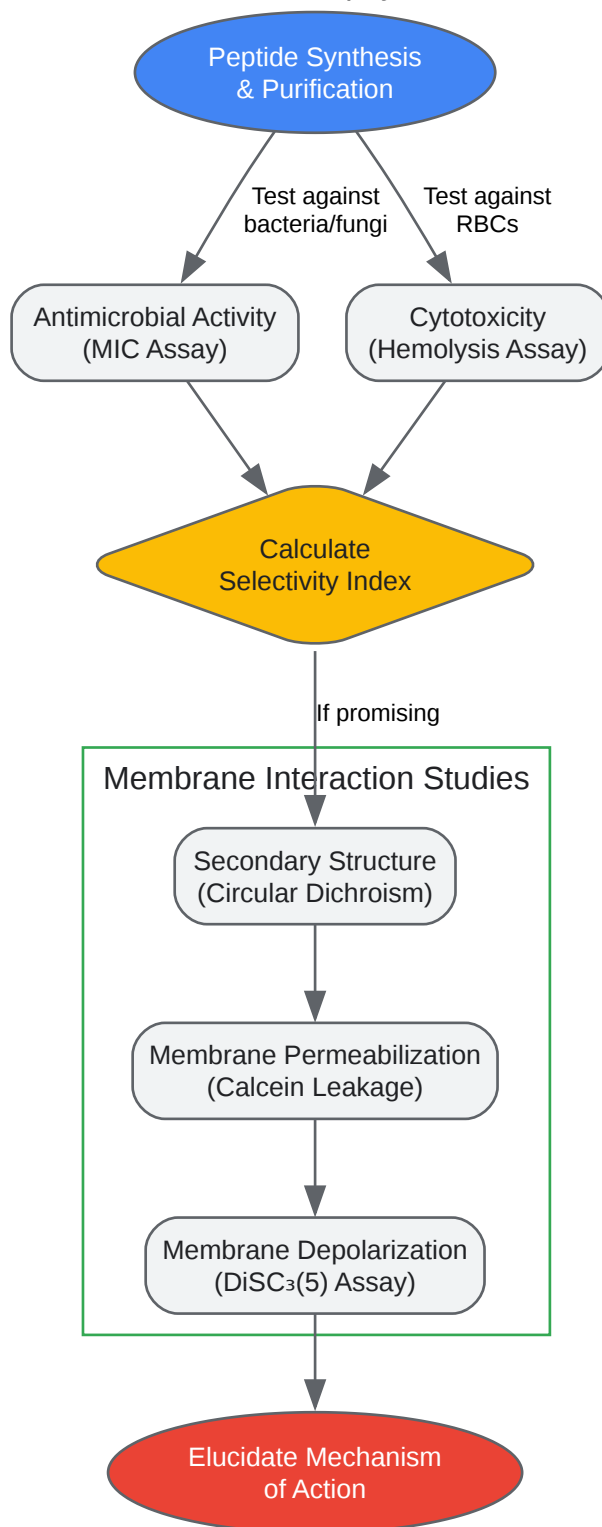 Peptide Synthesis
& Purification
Test against
bacteria/fungi
Test against
RBCs
Antimicrobial Activity
(MIC Assay)
Cytotoxicity
(Hemolysis Assay)
Calculate
Selectivity Index
If promising
Membrane Interaction Studies
Secondary Structure
(Circular Dichroism)
Membrane Permeabilization
(Calcein Leakage)
Membrane Depolarization
(DiSC₃(5) Assay)
Elucidate Mechanism
of Action